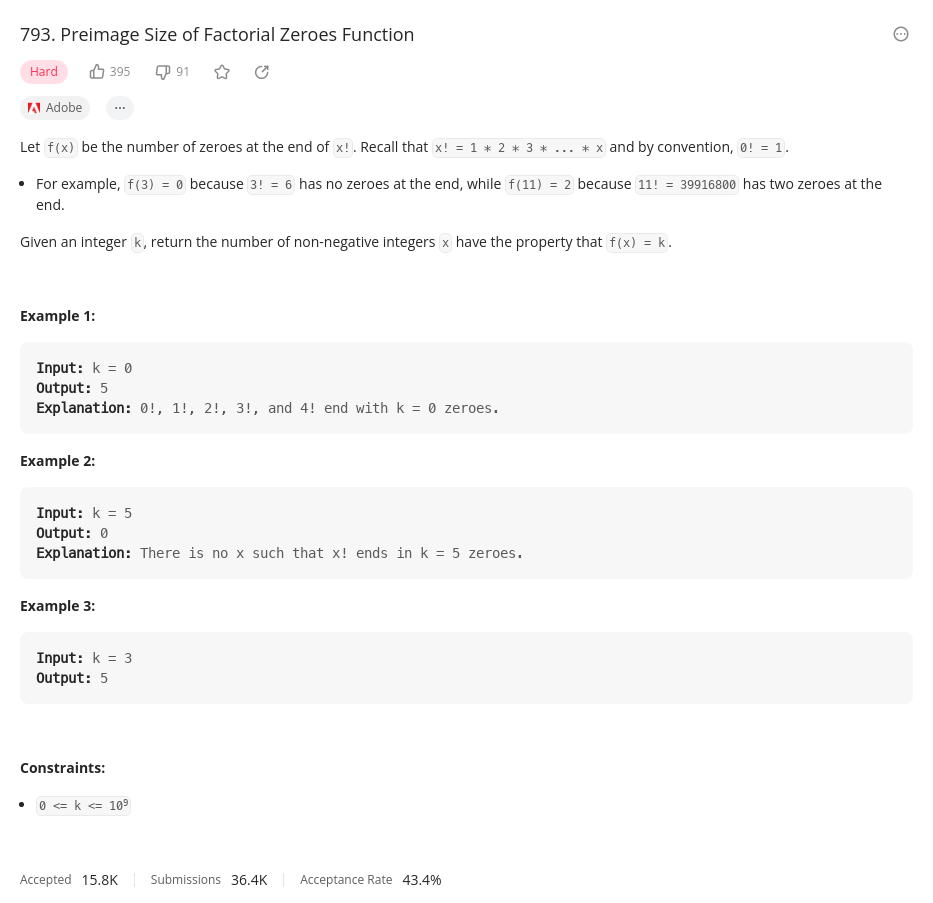 793. Preimage Size of Factorial Zeroes Function
Hard 395 91
Adobe ...
Let f(x) be the number of zeroes at the end of x!. Recall that x! = 1 * 2 * 3 * ... * x and by convention, 0! = 1.
• For example, f(3) = 0 because 3! = 6 has no zeroes at the end, while f(11) = 2 because 11! = 39916800 has two zeroes at the
end.
Given an integer k, return the number of non-negative integers x have the property that f(x) = k.
Example 1:
Input: k = 0
Output: 5
Explanation: 0!, 1!, 2!, 3!, and 4! end with k = 0 zeroes.
Example 2:
Input: k = 5
Output: 0
Explanation: There is no x such that x! ends in k = 5 zeroes.
Example 3:
Input: k = 3
Output: 5
Constraints:
• 0 <= k <= 10⁹
Accepted 15.8K Submissions 36.4K Acceptance Rate 43.4%